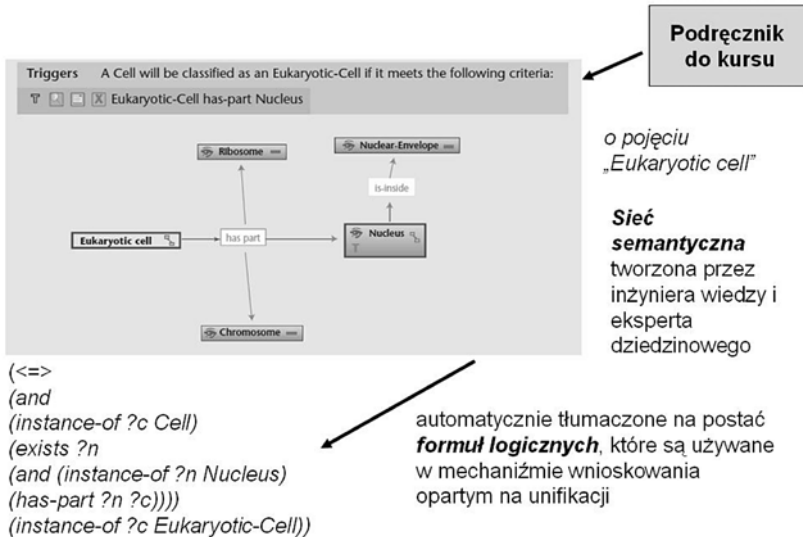 Podręcznik
do kursu
Triggers A Cell will be classified as an Eukaryotic-Cell if it meets the following criteria:
T X Eukaryotic-Cell has-part Nucleus
Ribosome
Nuclear-Envelope
is-inside
Eukaryotic cell
has part
Nucleus
T
Chromosome
o pojęciu
„Eukaryotic cell”
Sieć
semantyczna
tworzona przez
inżyniera wiedzy i
eksperta
dziedzinowego
(<=>
(and
(instance-of ?c Cell)
(exists ?n
(and (instance-of ?n Nucleus)
(has-part ?n ?c))))
(instance-of ?c Eukaryotic-Cell))
automatycznie tłumaczone na postać
formuł logicznych, które są używane
w mechaniźmie wnioskowania
opartym na unifikacji